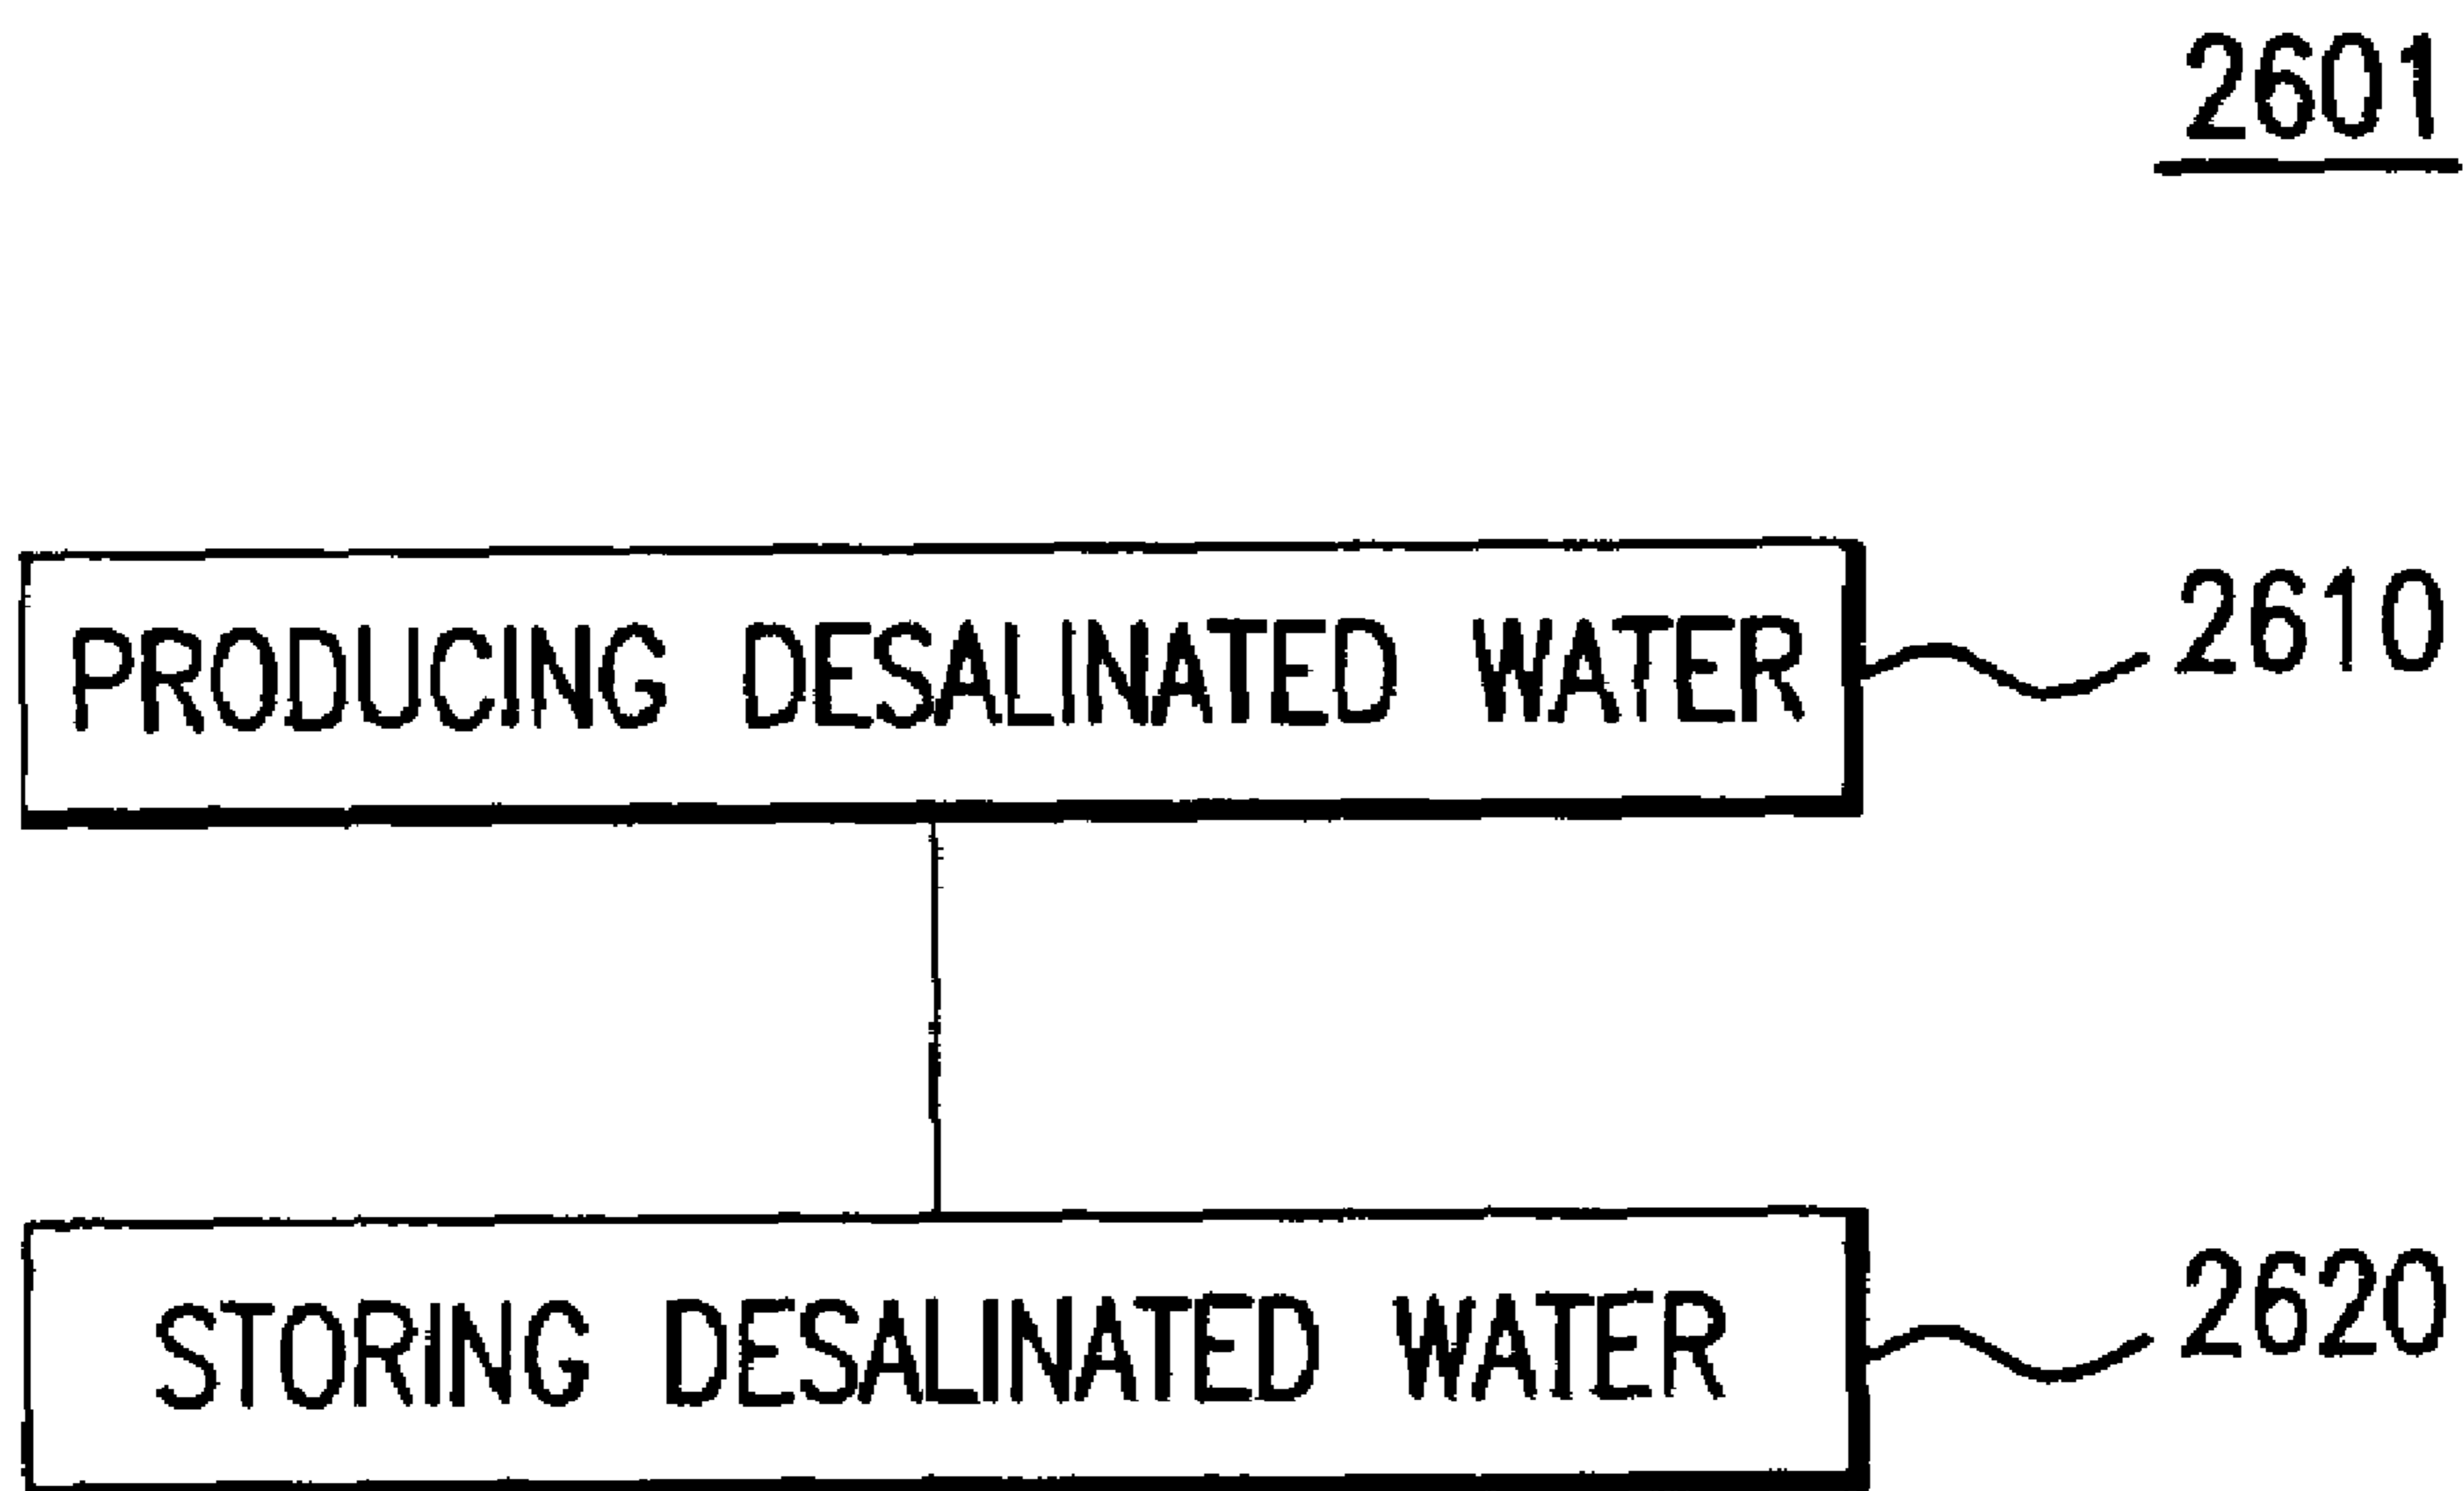 2601
PRODUCING DESALINATED WATER 2610
STORING DESALINATED WATER 2620